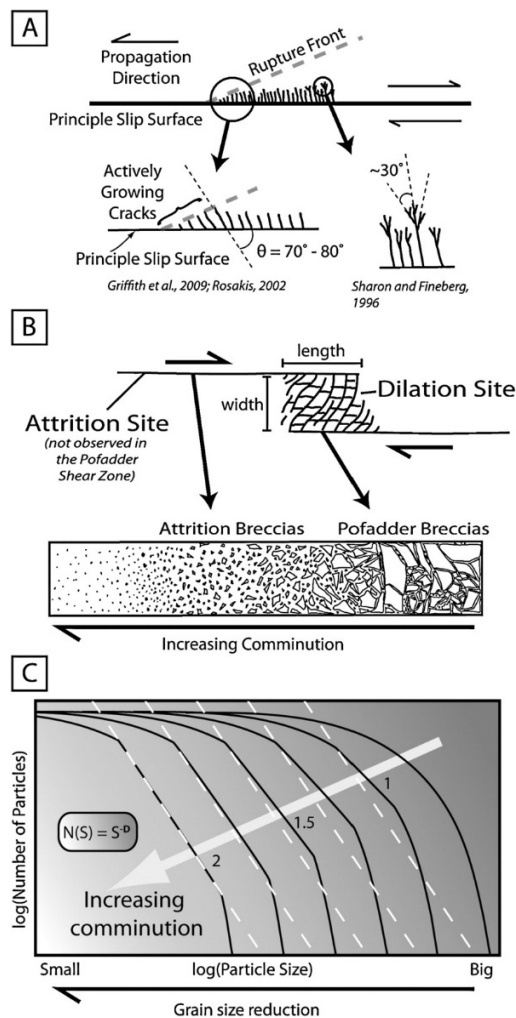 A
Propagation
Direction
Rupture Front
Principle Slip Surface
Actively
Growing
Cracks
~30°
Principle Slip Surface
θ = 70° - 80°
Griffith et al., 2009; Rosakis, 2002
Sharon and Fineberg,
1996
B
length
width
Dilation Site
Attrition Site
(not observed in
the Pofadder
Shear Zone)
Attrition Breccias
Pofadder Breccias
Increasing Comminution
C
log(Number of Particles)
N(S) = S^-D
1
1.5
2
Increasing
comminution
Small
log(Particle Size)
Big
Grain size reduction